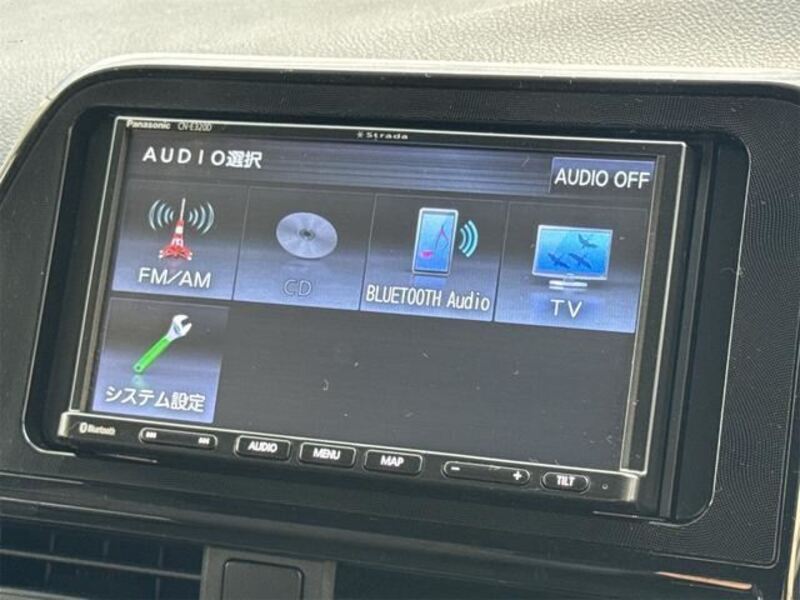 Panasonic CN-E320D
Strada
AUDIO選択
AUDIO OFF
FM/AM
CD
BLUETOOTH Audio
TV
システム設定
Bluetooth
AUDIO
MENU
MAP
− +
TILT